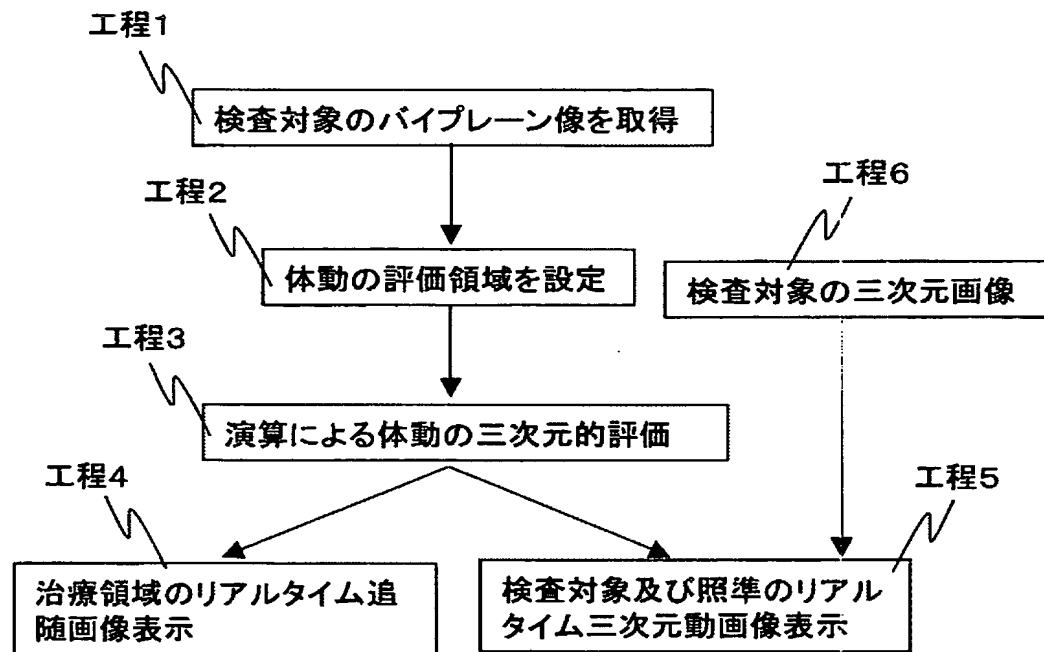 工程1
検査対象のバイプレーン像を取得
工程2
体動の評価領域を設定
工程6
検査対象の三次元画像
工程3
演算による体動の三次元的評価
工程4
治療領域のリアルタイム追
随画像表示
工程5
検査対象及び照準のリアル
タイム三次元動画像表示